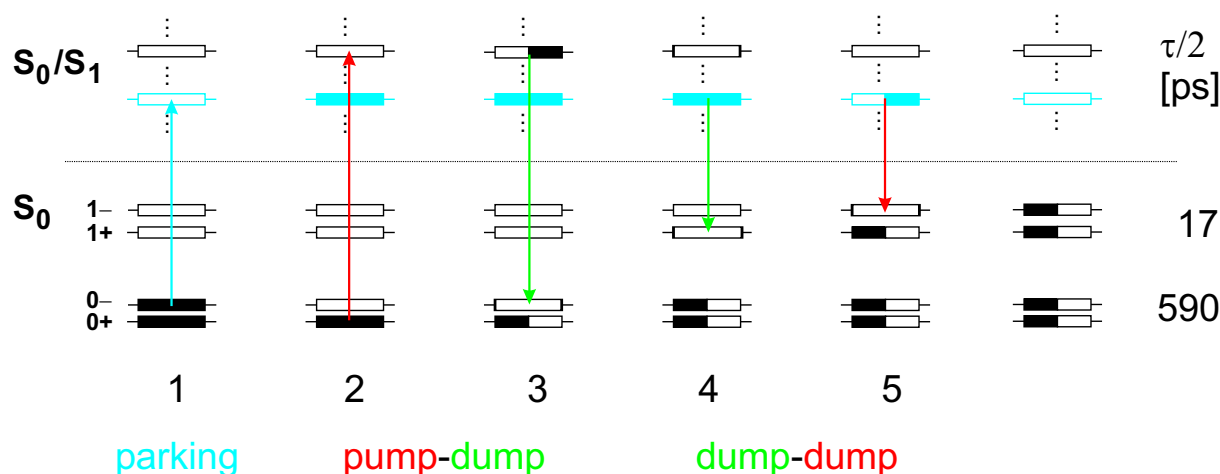 S0/S1 τ/2
[ps]
S0 1− 17
1+
0− 590
0+
1 2 3 4 5
parking pump-dump dump-dump